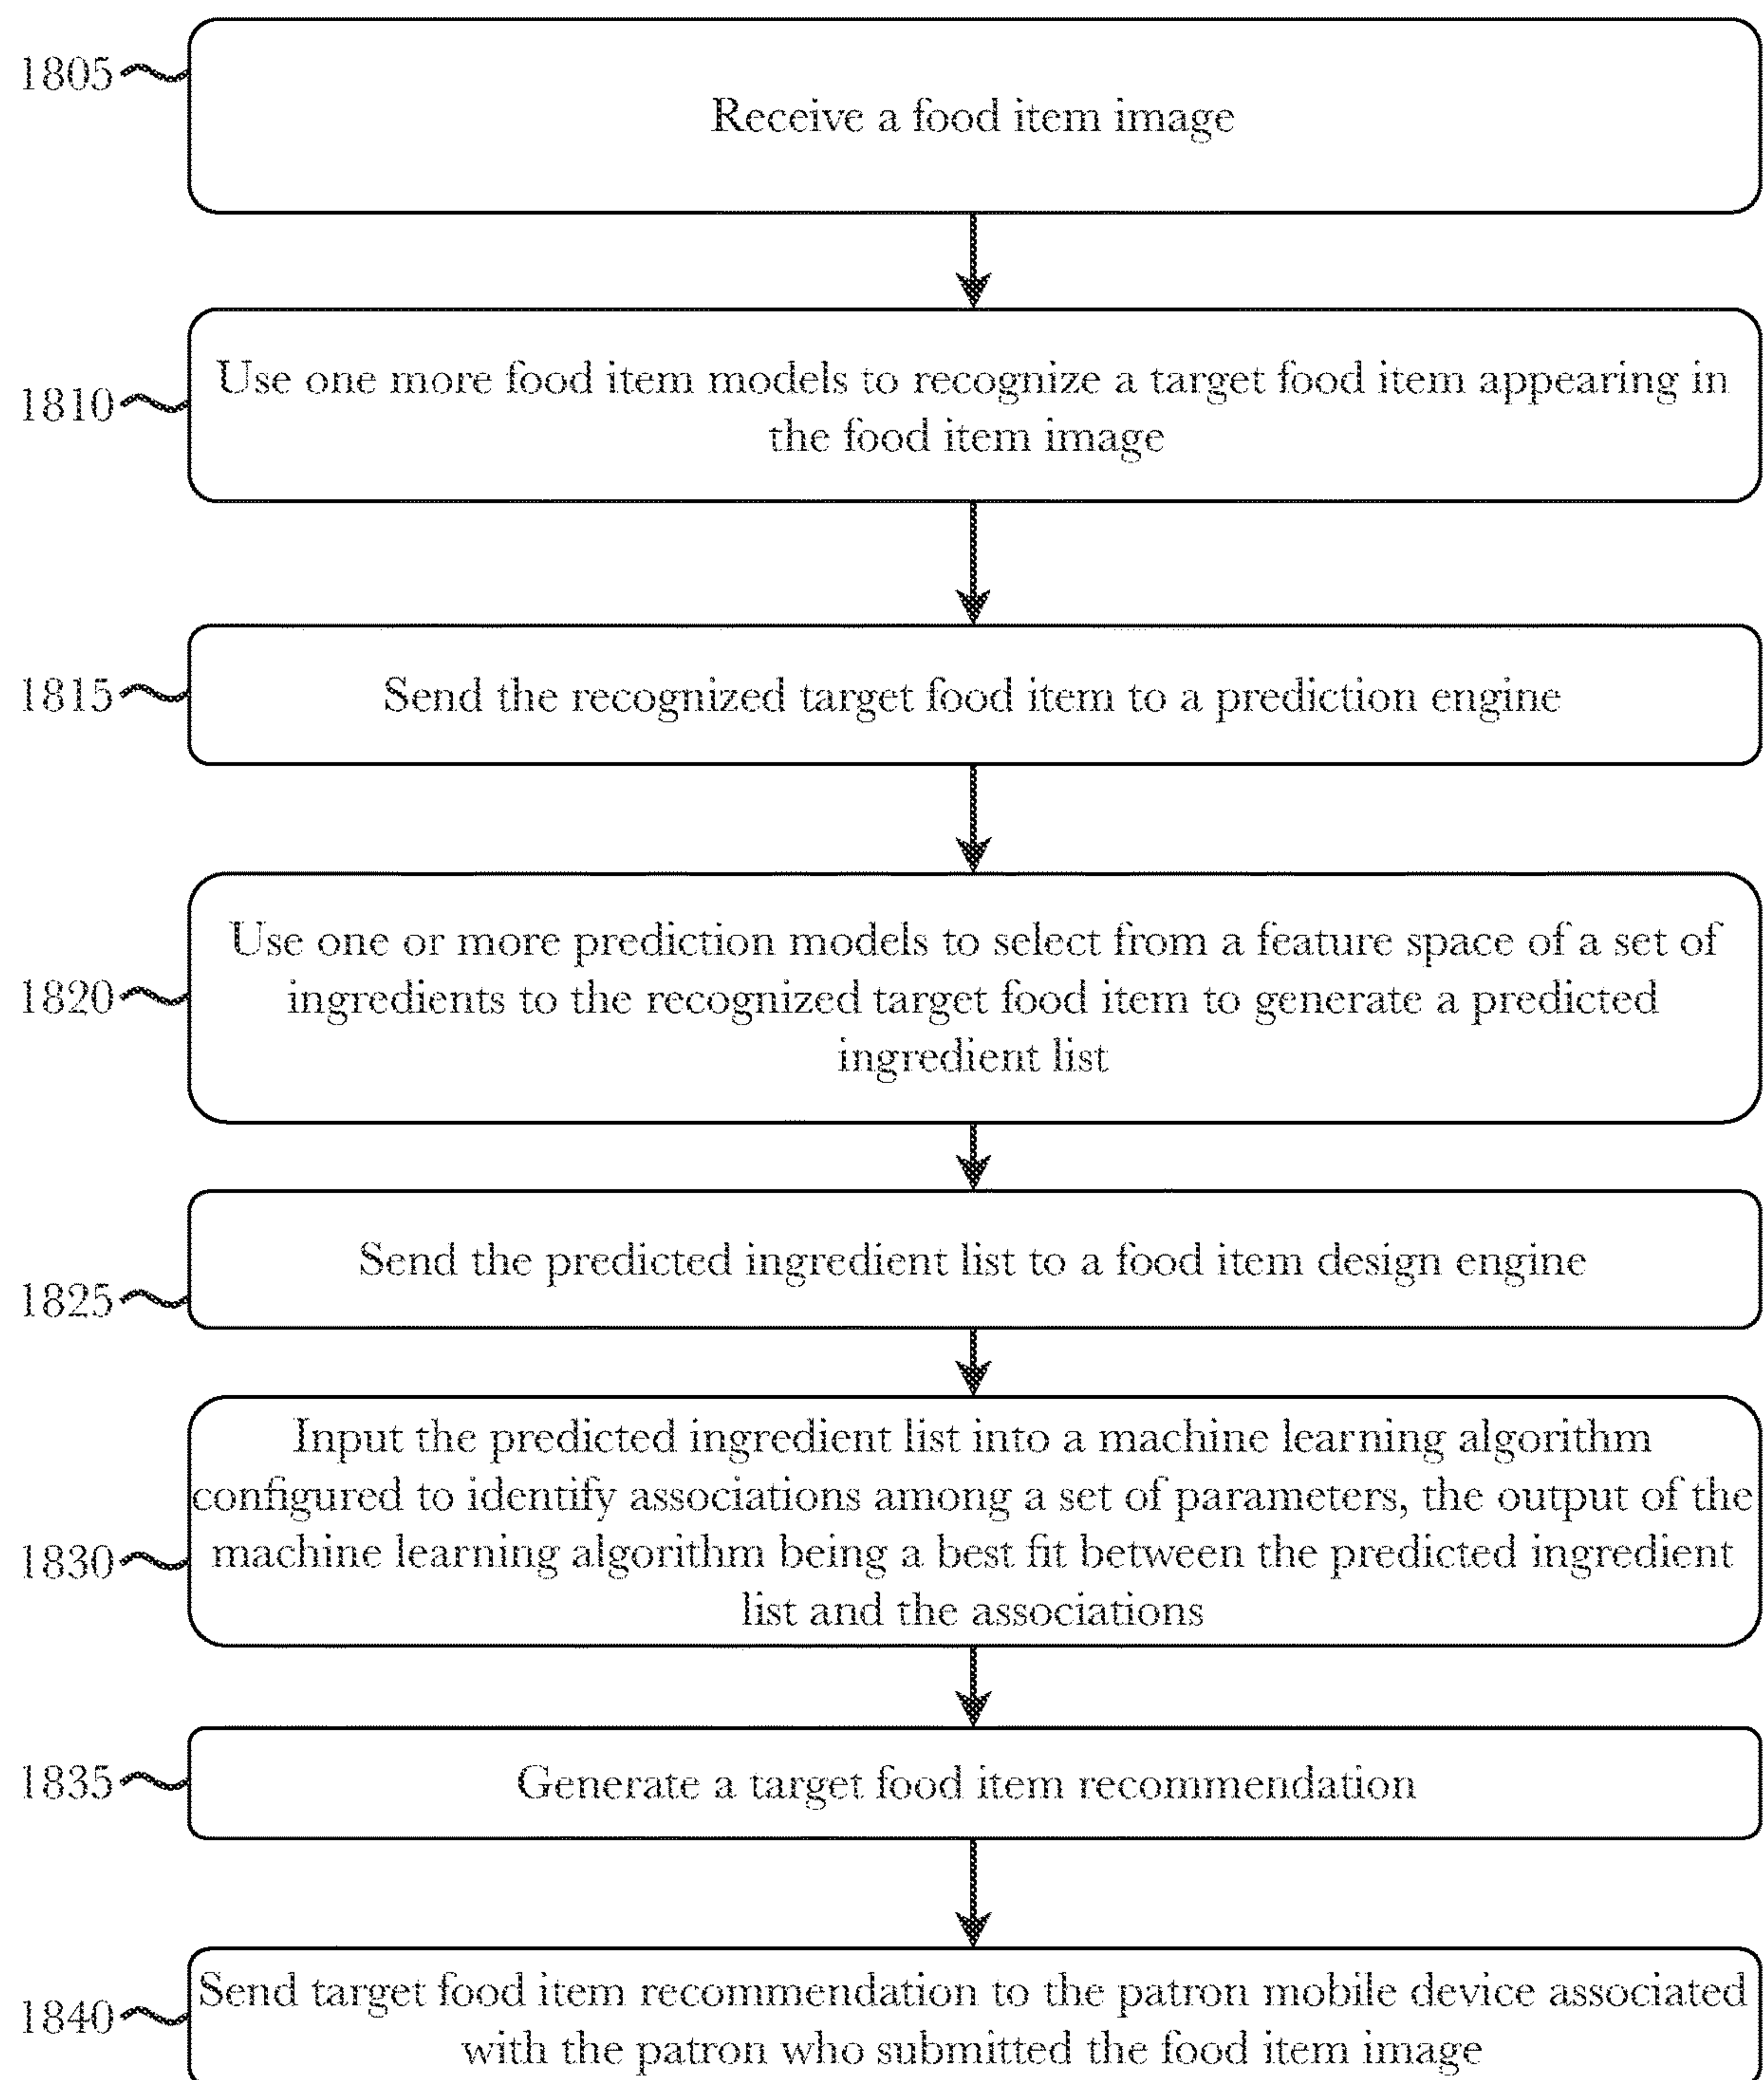 1805
Receive a food item image
1810
Use one more food item models to recognize a target food item appearing in
the food item image
1815
Send the recognized target food item to a prediction engine
1820
Use one or more prediction models to select from a feature space of a set of
ingredients to the recognized target food item to generate a predicted
ingredient list
1825
Send the predicted ingredient list to a food item design engine
1830
Input the predicted ingredient list into a machine learning algorithm
configured to identify associations among a set of parameters, the output of the
machine learning algorithm being a best fit between the predicted ingredient
list and the associations
1835
Generate a target food item recommendation
1840
Send target food item recommendation to the patron mobile device associated
with the patron who submitted the food item image